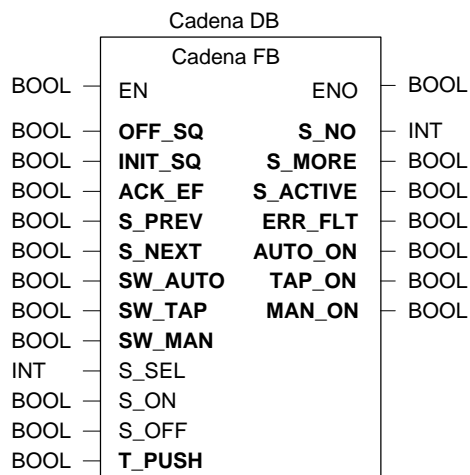 Cadena DB
Cadena FB
BOOL EN ENO BOOL
BOOL OFF_SQ S_NO INT
BOOL INIT_SQ S_MORE BOOL
BOOL ACK_EF S_ACTIVE BOOL
BOOL S_PREV ERR_FLT BOOL
BOOL S_NEXT AUTO_ON BOOL
BOOL SW_AUTO TAP_ON BOOL
BOOL SW_TAP MAN_ON BOOL
BOOL SW_MAN
INT S_SEL
BOOL S_ON
BOOL S_OFF
BOOL T_PUSH